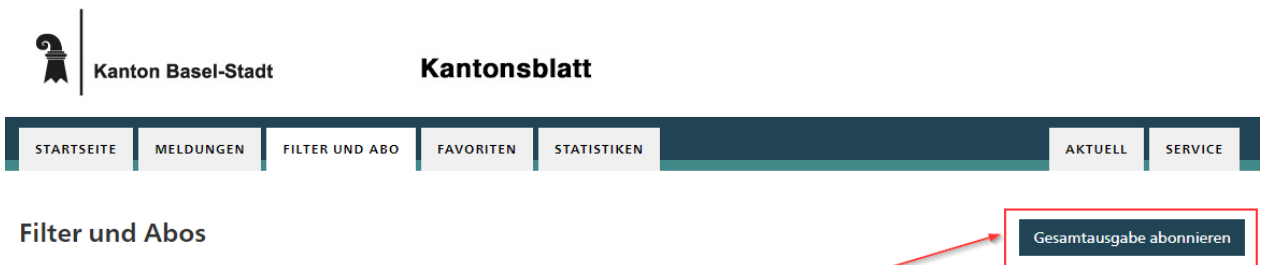 Kanton Basel-Stadt
Kantonsblatt
STARTSEITE MELDUNGEN FILTER UND ABO FAVORITEN STATISTIKEN AKTUELL SERVICE
Filter und Abos
Gesamtausgabe abonnieren